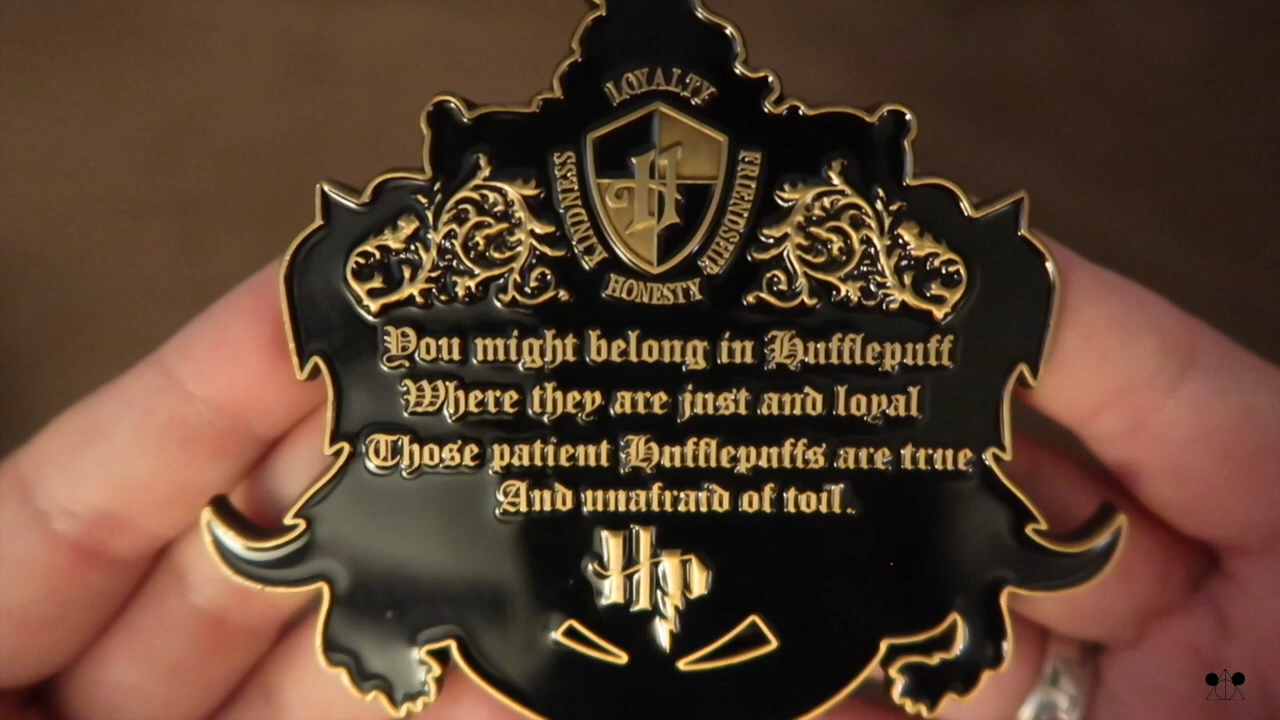 LOYALTY
KINDNESS
H
FRIENDSHIP
HONESTY
You might belong in Hufflepuff
Where they are just and loyal
Those patient Hufflepuffs are true
And unafraid of toil.
HP